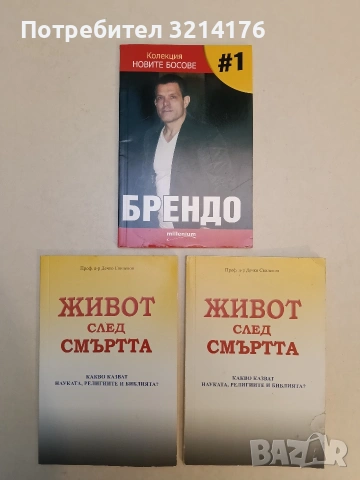 Потребител 3214176
Колекция
НОВИТЕ БОСОВЕ
#1
БРЕНДО
millenium
ЖИВОТ
СЛЕД
СМЪРТТА
КАКВО КАЗВАТ
НАУКАТА, РЕЛИГИИТЕ И БИБЛИЯТА?
ЖИВОТ
СЛЕД
СМЪРТТА
КАКВО КАЗВАТ
НАУКАТА, РЕЛИГИИТЕ И БИБЛИЯТА?
BAZAR